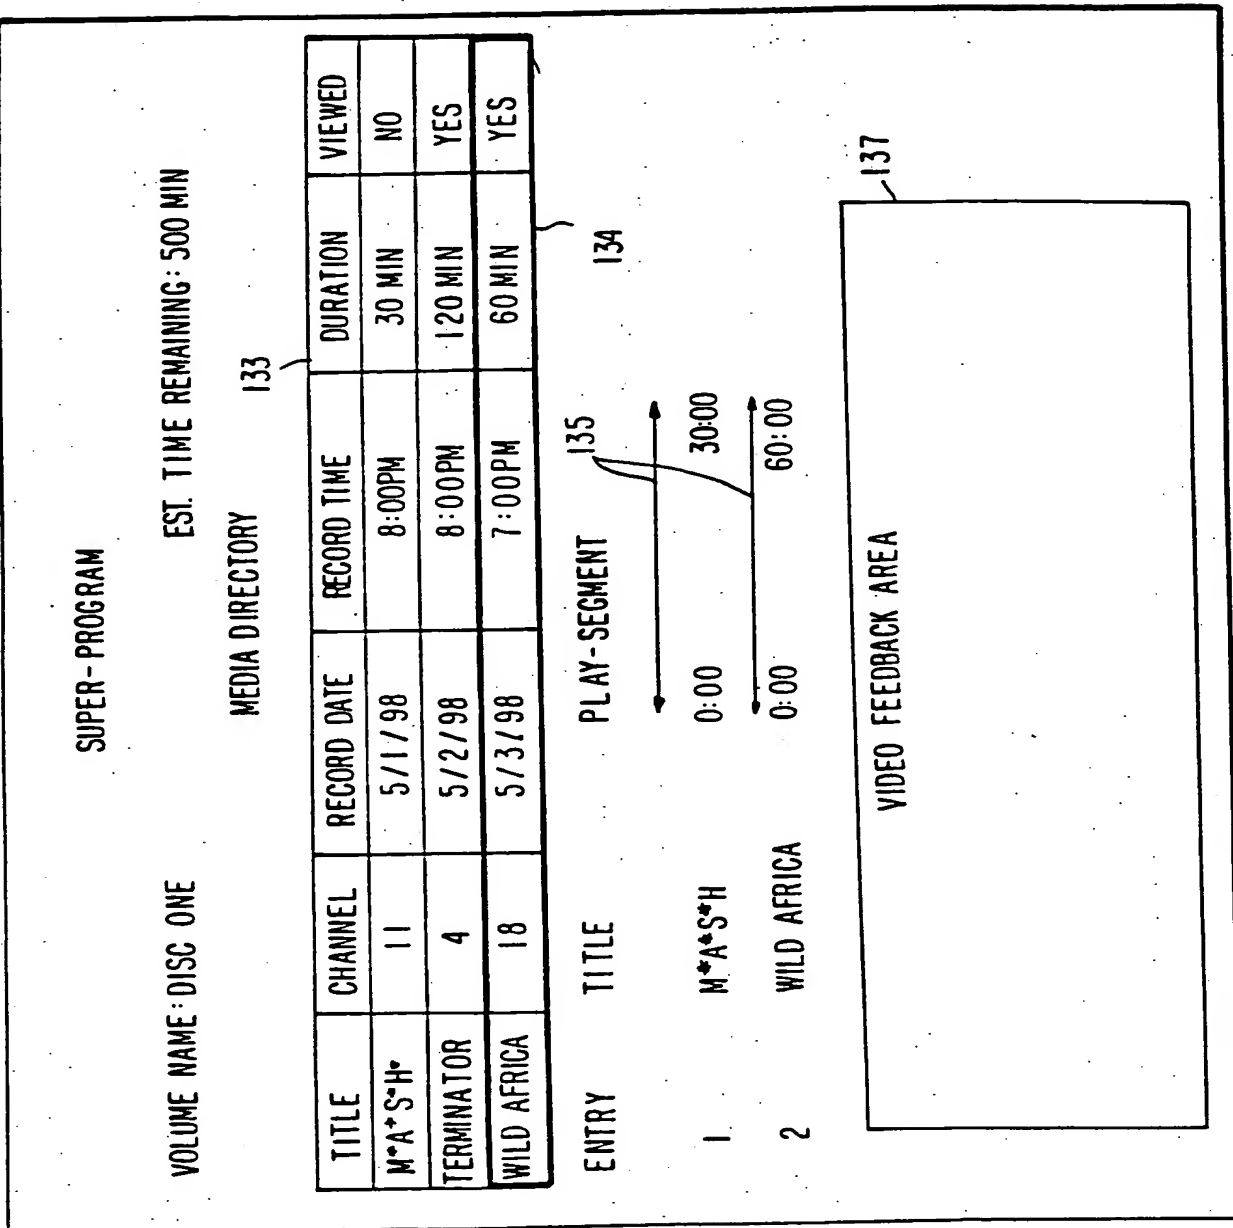 SUPER-PROGRAM
VOLUME NAME: DISC ONE EST. TIME REMAINING: 500 MIN
MEDIA DIRECTORY
133
TITLE CHANNEL RECORD DATE RECORD TIME DURATION VIEWED
M*A*S*H* 11 5/1/98 8:00PM 30 MIN NO
TERMINATOR 4 5/2/98 8:00PM 120 MIN YES
WILD AFRICA 18 5/3/98 7:00PM 60 MIN YES
134
ENTRY TITLE PLAY-SEGMENT 135
1. M*A*S*H 0:00 30:00
2 WILD AFRICA 0:00 60:00
137
VIDEO FEEDBACK AREA